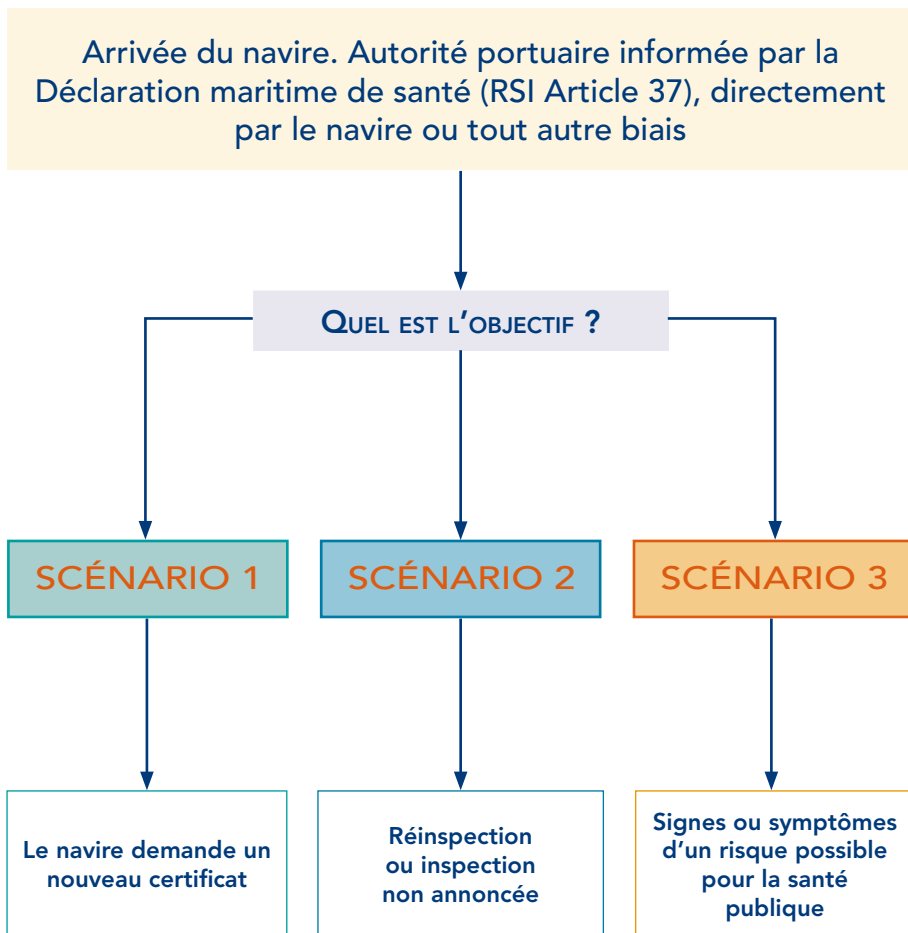 Arrivée du navire. Autorité portuaire informée par la
Déclaration maritime de santé (RSI Article 37), directement
par le navire ou tout autre biais
QUEL EST L'OBJECTIF ?
SCÉNARIO 1
SCÉNARIO 2
SCÉNARIO 3
Le navire demande un
nouveau certificat
Réinspection
ou inspection
non annoncée
Signes ou symptômes
d'un risque possible
pour la santé
publique